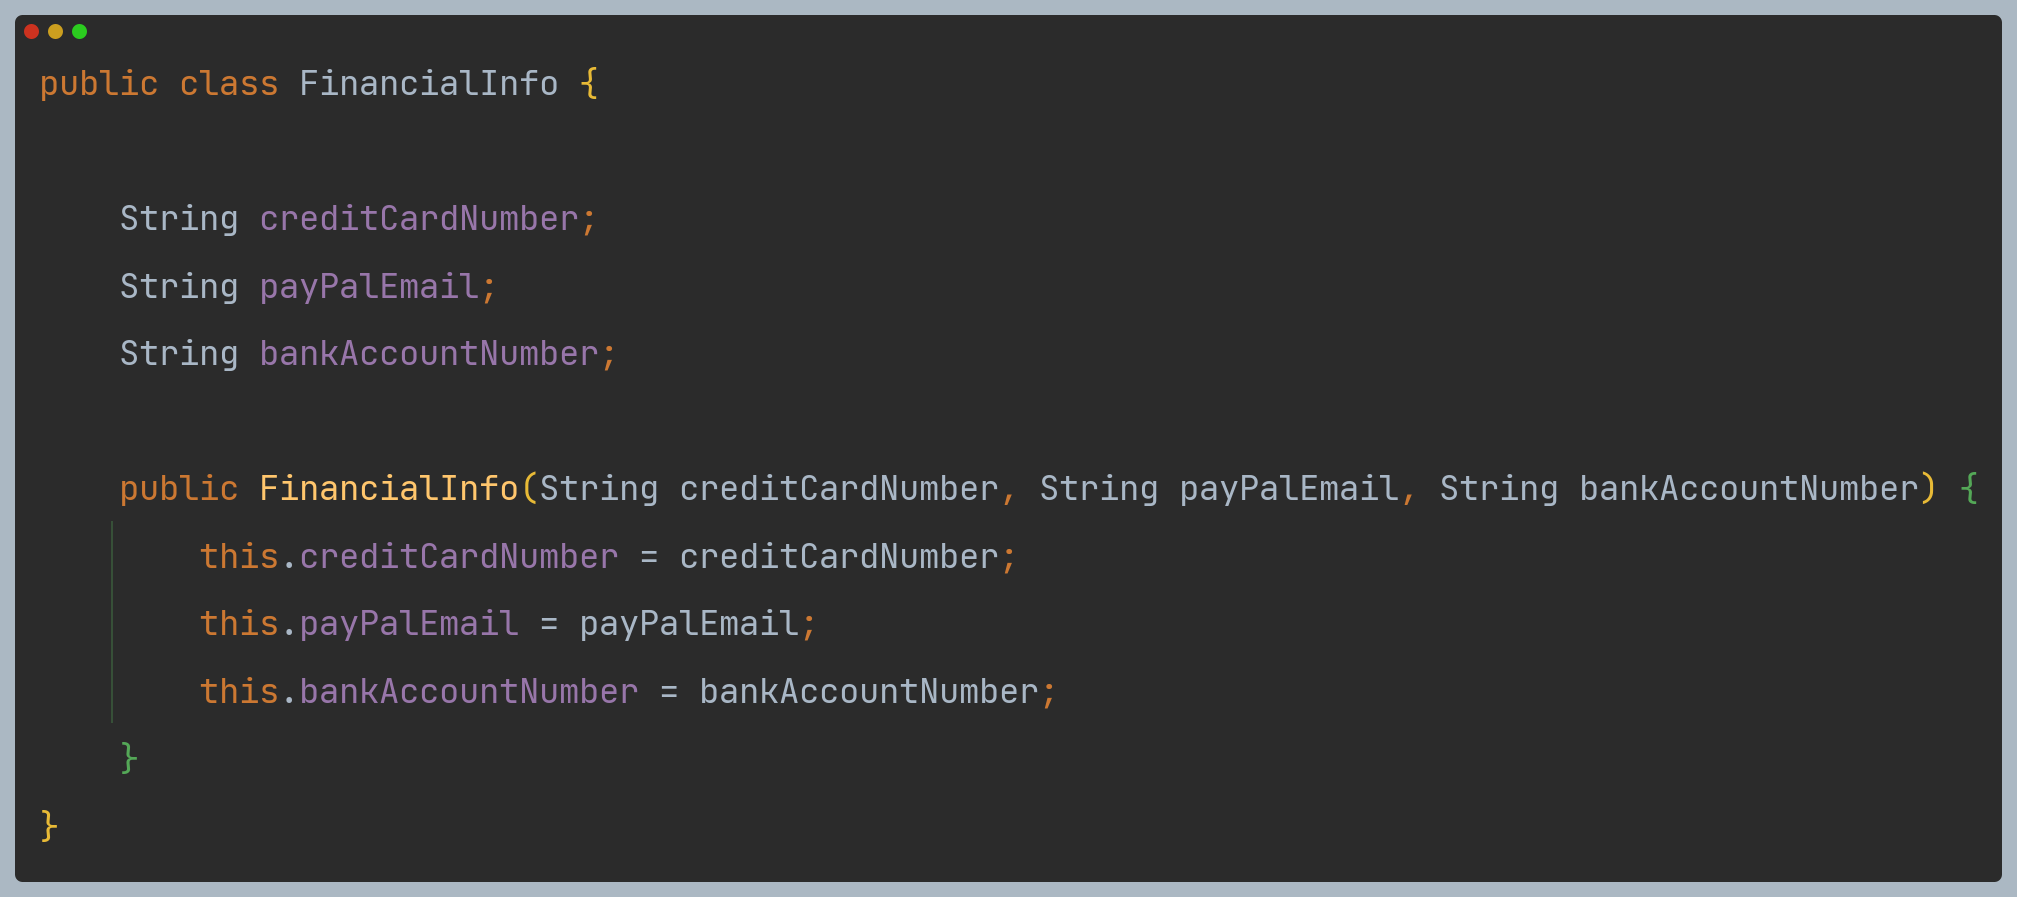 public class FinancialInfo {
    String creditCardNumber;
    String payPalEmail;
    String bankAccountNumber;
    public FinancialInfo(String creditCardNumber, String payPalEmail, String bankAccountNumber) {
        this.creditCardNumber = creditCardNumber;
        this.payPalEmail = payPalEmail;
        this.bankAccountNumber = bankAccountNumber;
    }
}